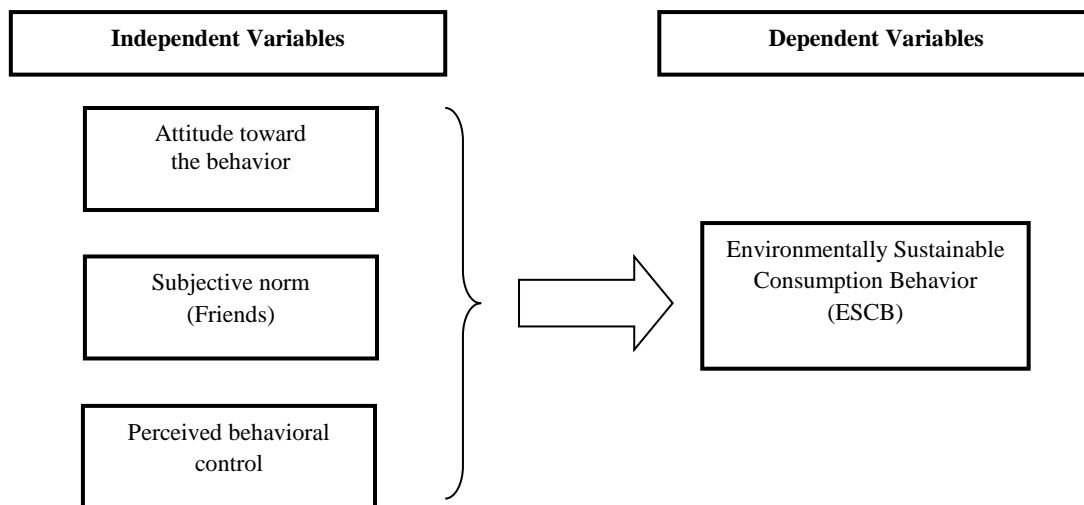 Independent Variables
Dependent Variables
Attitude toward
the behavior
Subjective norm
(Friends)
Perceived behavioral
control
Environmentally Sustainable
Consumption Behavior
(ESCB)